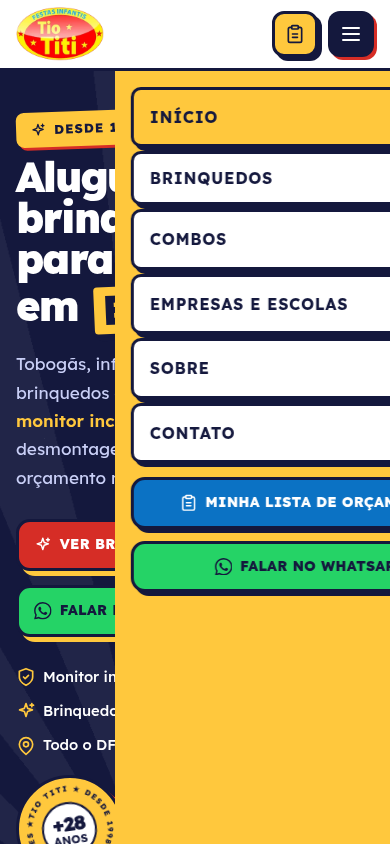 FESTAS INFANTIS
Tio
Titi
DESDE 1
INÍCIO
BRINQUEDOS
COMBOS
EMPRESAS E ESCOLAS
SOBRE
CONTATO
MINHA LISTA DE ORÇAM
FALAR NO WHATSAP
Alugu
brinq
para
em
Tobogãs, inf
brinquedos
monitor inc
desmontage
orçamento n
VER BR
FALAR
Monitor in
Brinquedo
Todo o DF
TIO TITI ★ DESDE 1998 ★
+28
ANOS